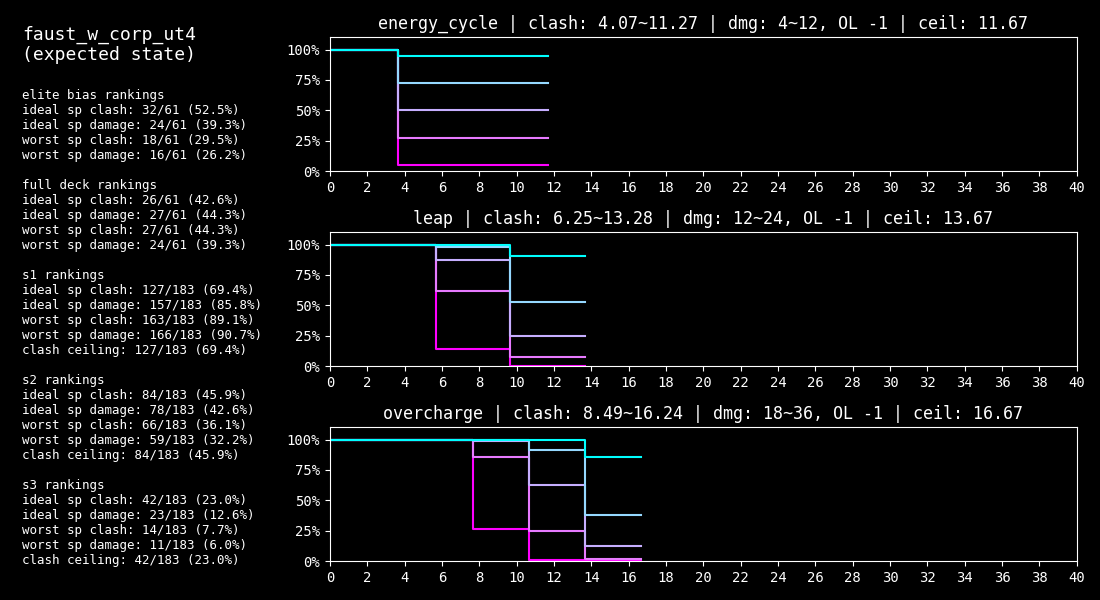 faust_w_corp_ut4
(expected state)
elite bias rankings
ideal sp clash: 32/61 (52.5%)
ideal sp damage: 24/61 (39.3%)
worst sp clash: 18/61 (29.5%)
worst sp damage: 16/61 (26.2%)
full deck rankings
ideal sp clash: 26/61 (42.6%)
ideal sp damage: 27/61 (44.3%)
worst sp clash: 27/61 (44.3%)
worst sp damage: 24/61 (39.3%)
s1 rankings
ideal sp clash: 127/183 (69.4%)
ideal sp damage: 157/183 (85.8%)
worst sp clash: 163/183 (89.1%)
worst sp damage: 166/183 (90.7%)
clash ceiling: 127/183 (69.4%)
s2 rankings
ideal sp clash: 84/183 (45.9%)
ideal sp damage: 78/183 (42.6%)
worst sp clash: 66/183 (36.1%)
worst sp damage: 59/183 (32.2%)
clash ceiling: 84/183 (45.9%)
s3 rankings
ideal sp clash: 42/183 (23.0%)
ideal sp damage: 23/183 (12.6%)
worst sp clash: 14/183 (7.7%)
worst sp damage: 11/183 (6.0%)
clash ceiling: 42/183 (23.0%)
energy_cycle | clash: 4.07~11.27 | dmg: 4~12, OL -1 | ceil: 11.67
100%
75%
50%
25%
0%
0 2 4 6 8 10 12 14 16 18 20 22 24 26 28 30 32 34 36 38 40
leap | clash: 6.25~13.28 | dmg: 12~24, OL -1 | ceil: 13.67
100%
75%
50%
25%
0%
0 2 4 6 8 10 12 14 16 18 20 22 24 26 28 30 32 34 36 38 40
overcharge | clash: 8.49~16.24 | dmg: 18~36, OL -1 | ceil: 16.67
100%
75%
50%
25%
0%
0 2 4 6 8 10 12 14 16 18 20 22 24 26 28 30 32 34 36 38 40